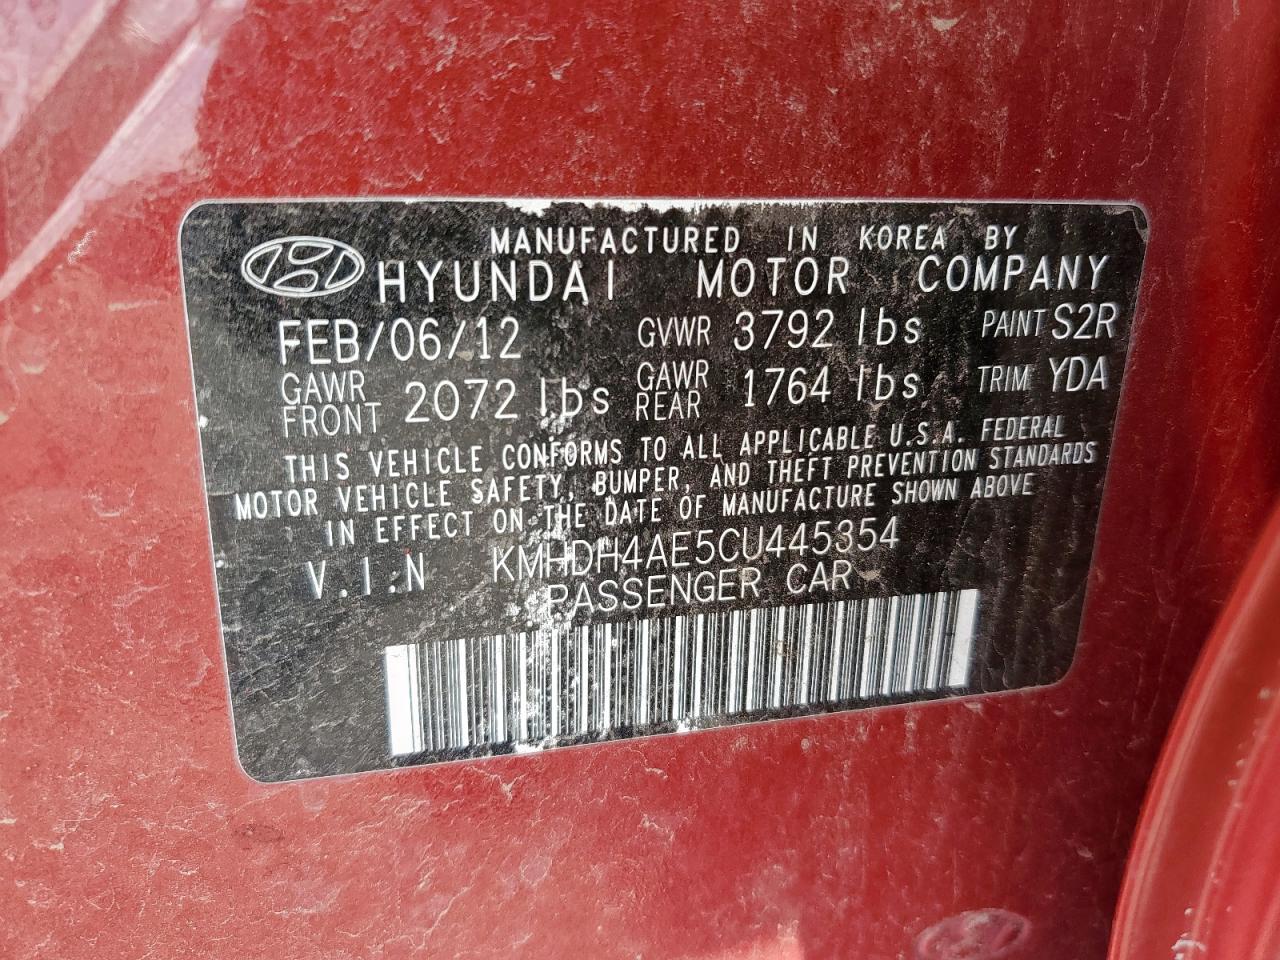 MANUFACTURED IN KOREA BY
HYUNDAI MOTOR COMPANY
FEB/06/12 GVWR 3792 lbs PAINT S2R
GAWR FRONT 2072 lbs GAWR REAR 1764 lbs TRIM YDA
THIS VEHICLE CONFORMS TO ALL APPLICABLE U.S.A. FEDERAL
MOTOR VEHICLE SAFETY, BUMPER, AND THEFT PREVENTION STANDARDS
IN EFFECT ON THE DATE OF MANUFACTURE SHOWN ABOVE
V.I.N KMHDH4AE5CU445354
PASSENGER CAR